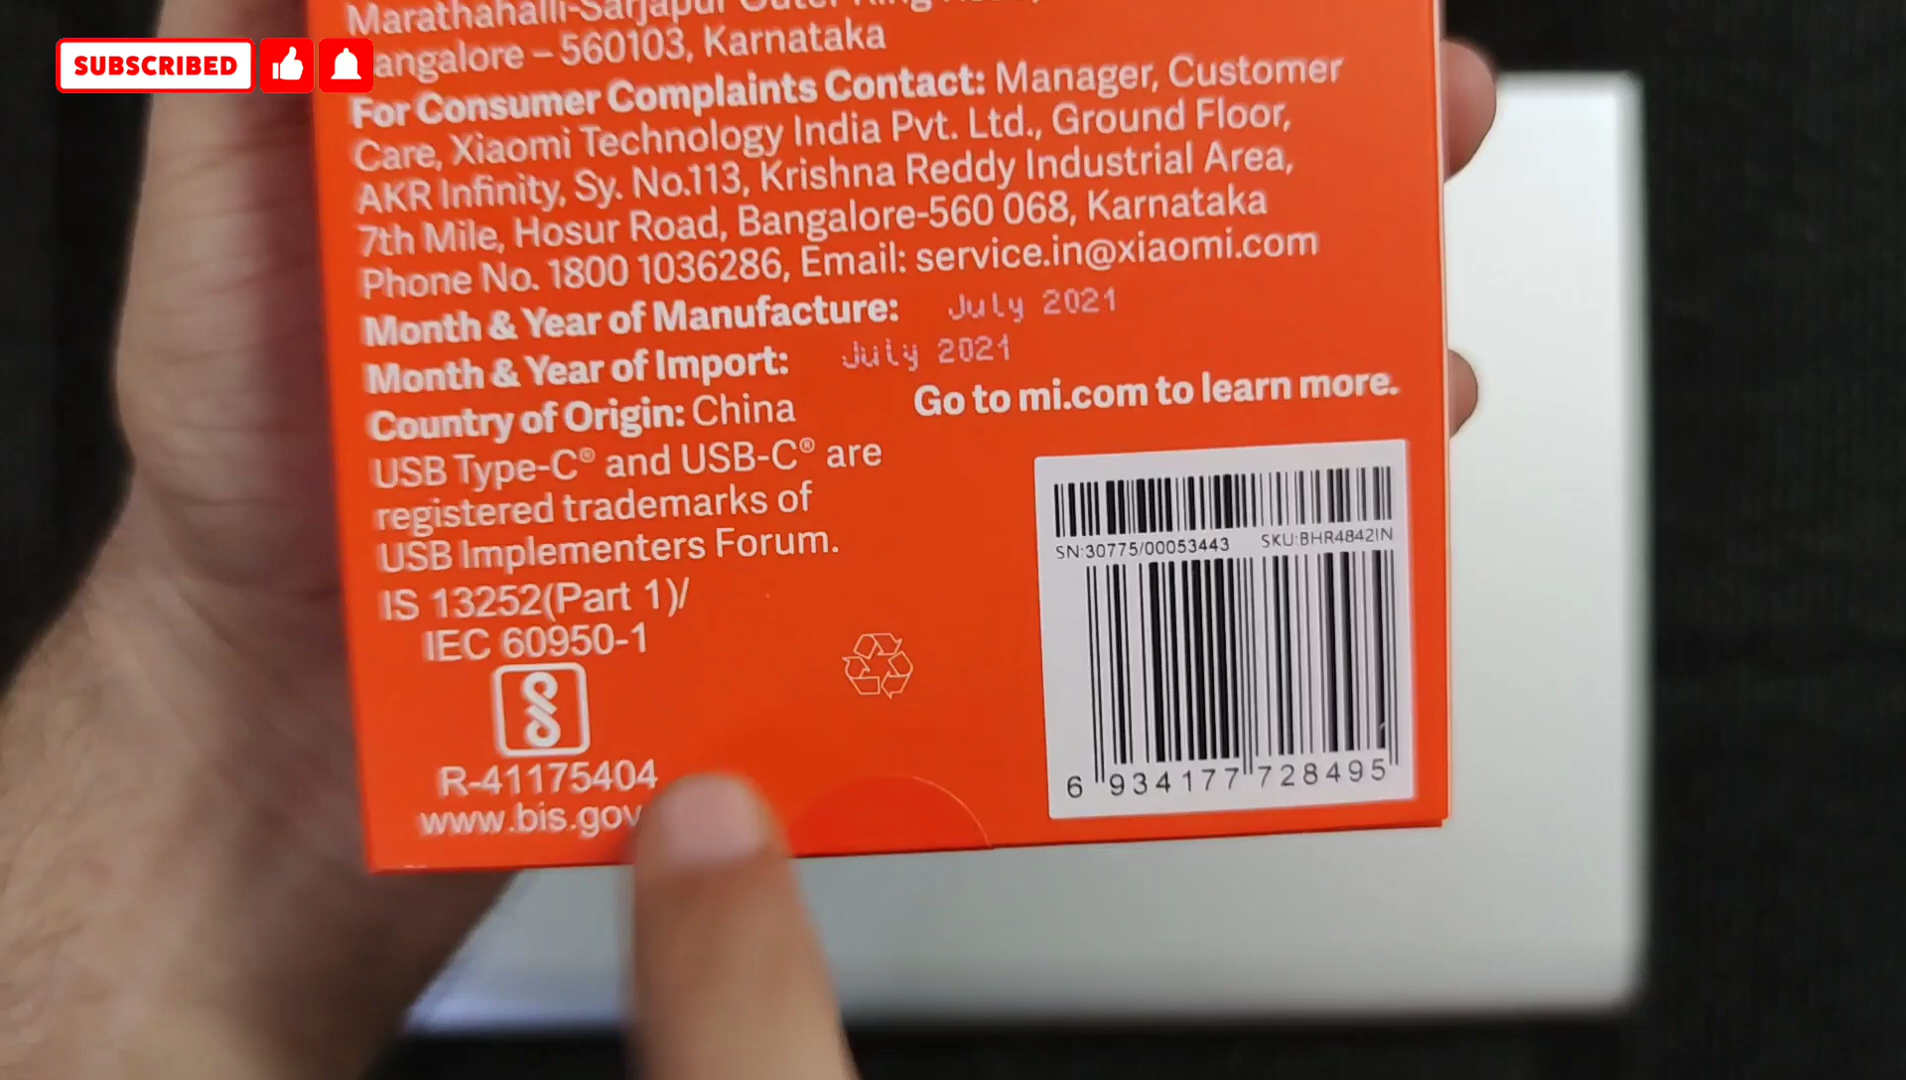 SUBSCRIBED
Marathahalli-Sarjapur Outer Ring
Bangalore – 560103, Karnataka
For Consumer Complaints Contact: Manager, Customer
Care, Xiaomi Technology India Pvt. Ltd., Ground Floor,
AKR Infinity, Sy. No.113, Krishna Reddy Industrial Area,
7th Mile, Hosur Road, Bangalore-560 068, Karnataka
Phone No. 1800 1036286, Email: service.in@xiaomi.com
Month & Year of Manufacture: July 2021
Month & Year of Import: July 2021
Country of Origin: China
Go to mi.com to learn more.
USB Type-C® and USB-C® are
registered trademarks of
USB Implementers Forum.
IS 13252(Part 1)/
IEC 60950-1
R-41175404
www.bis.gov
SN:30775/00053443 SKU:BHR4842IN
6 934177 728495